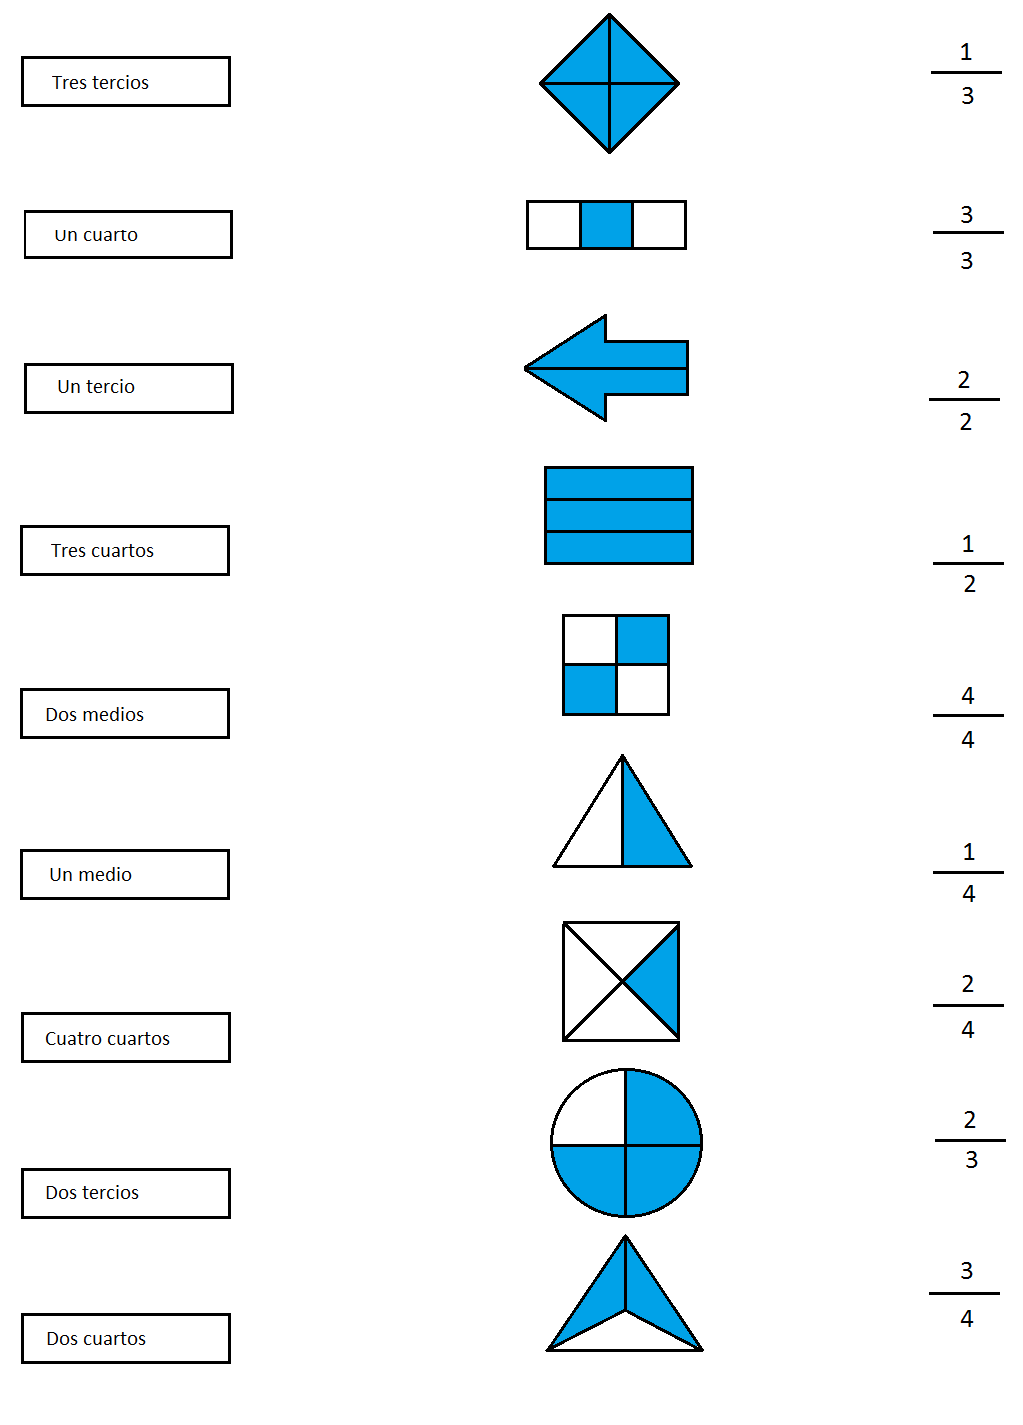 Tres tercios
1
3
Un cuarto
3
3
Un tercio
2
2
Tres cuartos
1
2
Dos medios
4
4
Un medio
1
4
Cuatro cuartos
2
4
Dos tercios
2
3
Dos cuartos
3
4